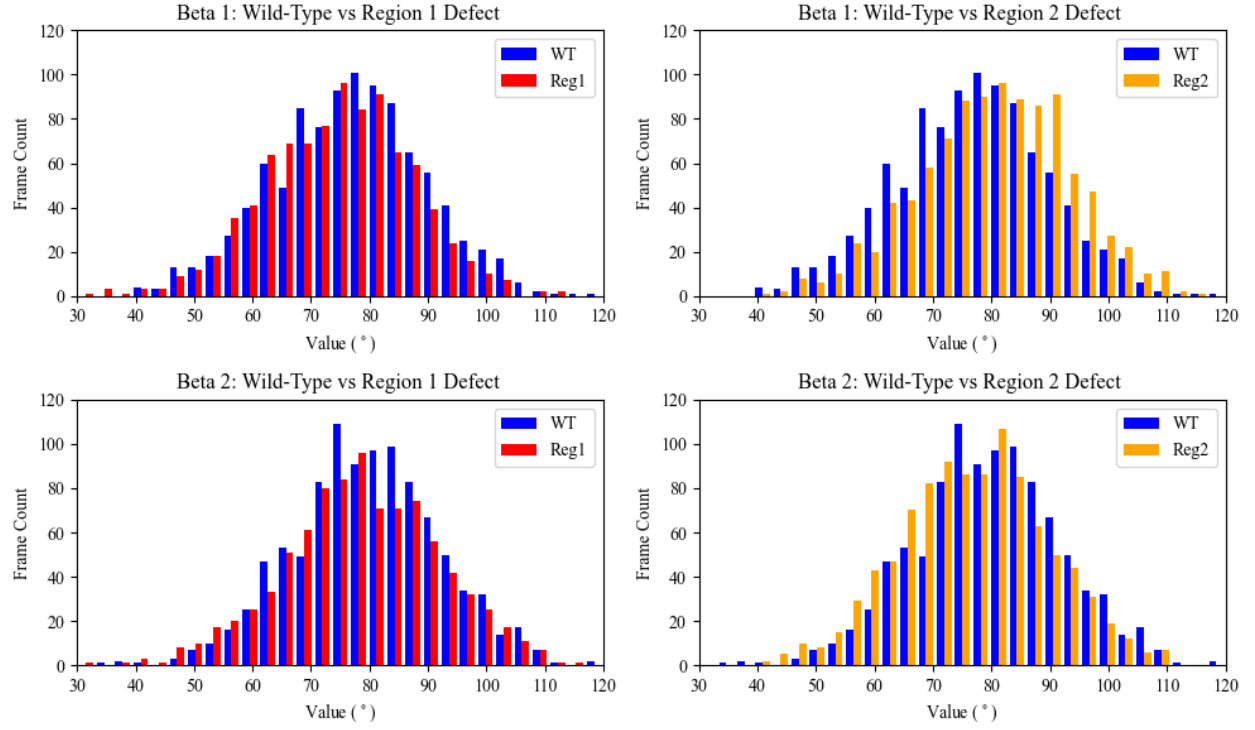 Beta 1: Wild-Type vs Region 1 Defect
120
100
80
60
40
20
0
Frame Count
WT
Reg1
30 40 50 60 70 80 90 100 110 120
Value (°)
Beta 1: Wild-Type vs Region 2 Defect
120
100
80
60
40
20
0
Frame Count
WT
Reg2
30 40 50 60 70 80 90 100 110 120
Value (°)
Beta 2: Wild-Type vs Region 1 Defect
120
100
80
60
40
20
0
Frame Count
WT
Reg1
30 40 50 60 70 80 90 100 110 120
Value (°)
Beta 2: Wild-Type vs Region 2 Defect
120
100
80
60
40
20
0
Frame Count
WT
Reg2
30 40 50 60 70 80 90 100 110 120
Value (°)